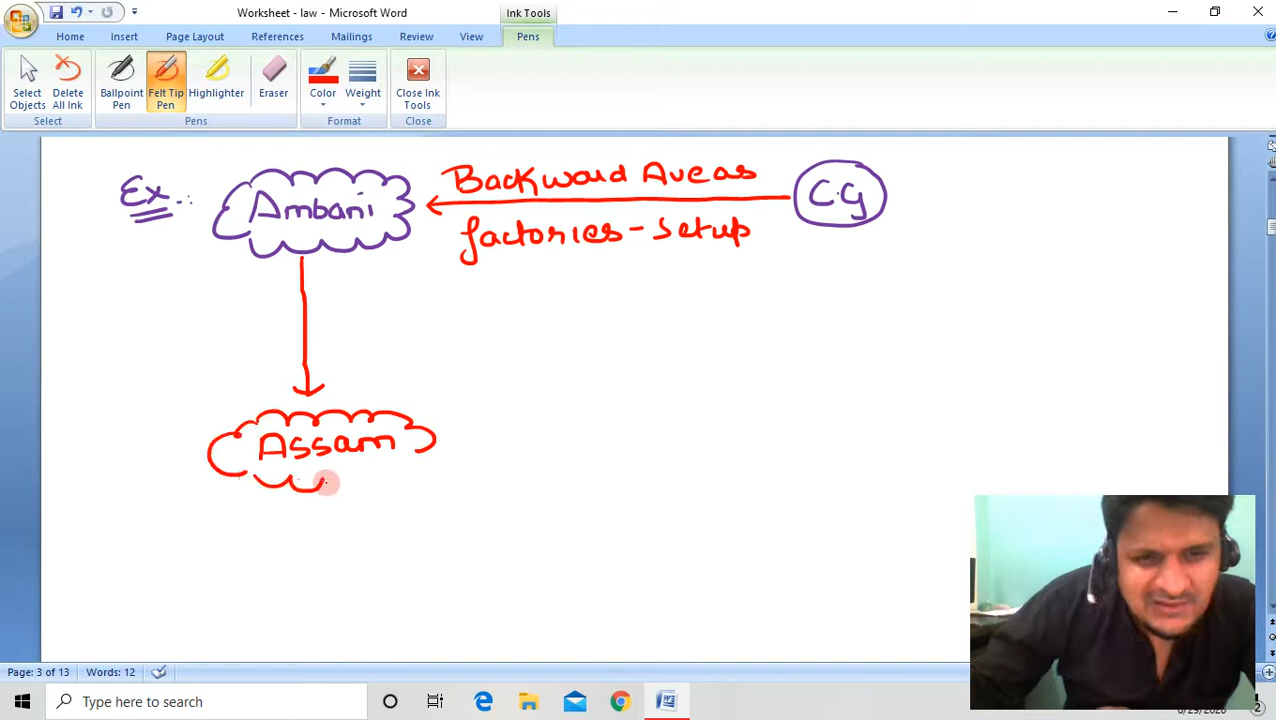 Worksheet - law - Microsoft Word
Ink Tools
Home Insert Page Layout References Mailings Review View Pens
Select Objects
Delete All Ink
Ballpoint Pen
Felt Tip Pen
Highlighter
Eraser
Color
Weight
Close Ink Tools
Select Pens Format Close
Ex.:
Ambani
Backward Areas
C.G
factories - setup
Assam
Page: 3 of 13 Words: 12
Type here to search